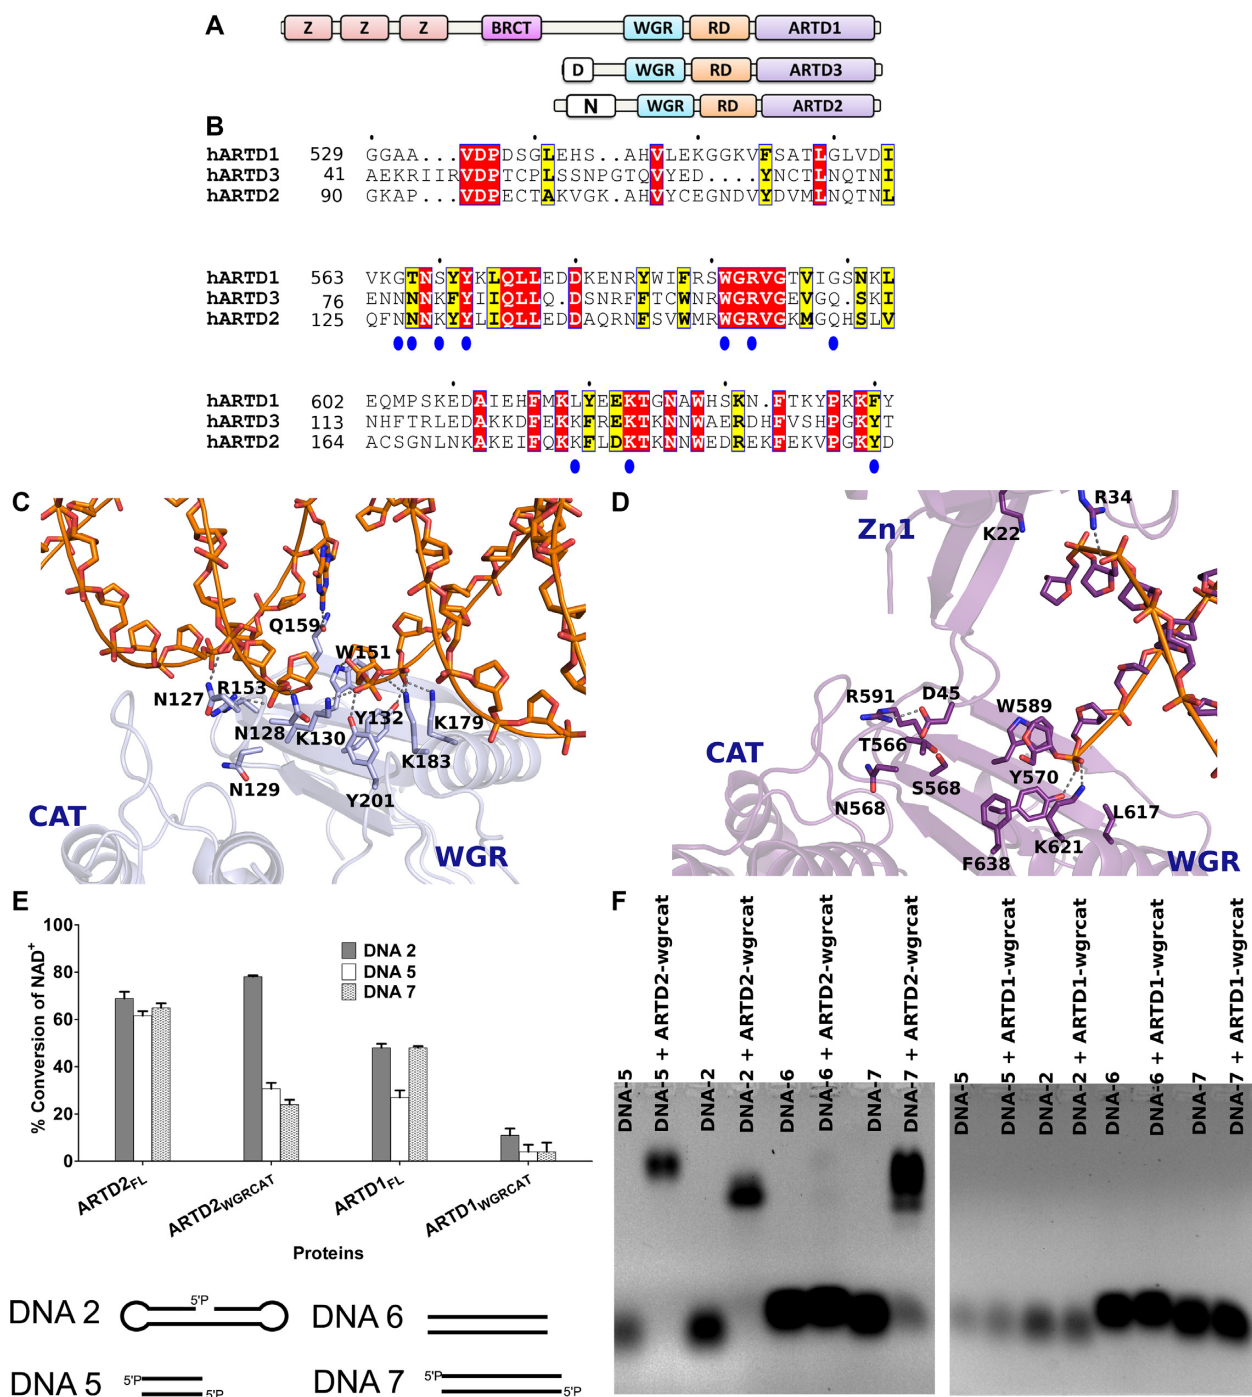 A
Z Z Z BRCT WGR RD ARTD1
D WGR RD ARTD3
N WGR RD ARTD2
B
hARTD1 529 GGAA...VDPDSGLEHS..AHVLEKGGKVFSATLGLVDI
hARTD3 41 AEKRIIRVDPTCPLSSNPGTQVYED....YNCTLNQTNI
hARTD2 90 GKAP...VDPECTAKVGK.AHVYCEGNDVYDVMLNQTNL
hARTD1 563 VKGTNSYYKLQLLEDDKENRYWIFRSWGRVGTVIGSNKL
hARTD3 76 ENNNKFYIIQLLQ.DSNRFFTCWNRWGRVGEVGQ.SKI
hARTD2 125 QFNNNKYYLIQLLEDDAQRNFSVWMRWGRVGKMGQHSLV
hARTD1 602 EQMPSKEDAIEHFMKLYEEKTGNAWHSKN.FTKYPKKFY
hARTD3 113 NHFTRLEDAKKDFEKKFREKTKNNWAERDHFVSHPGKYT
hARTD2 164 ACSGNLNKAKEIFQKKFLDKTKNNWEDREKFEKVPGKYD
C
Q159
W151
N127 R153
Y132
K179
N128 K130
K183
N129
Y201
CAT
WGR
D
R34
K22
Zn1
R591 D45
W589
T566
CAT
Y570
S568
N568
L617
K621
F638
WGR
E
100
80
60
40
20
0
% Conversion of NAD+
DNA 2
DNA 5
DNA 7
ARTD2FL
ARTD2WGRCAT
ARTD1FL
ARTD1WGRCAT
Proteins
DNA 2 5'P
DNA 6
DNA 5 5'P 5'P
DNA 7 5'P 5'P
F
DNA-5
DNA-5 + ARTD2-wgrcat
DNA-2
DNA-2 + ARTD2-wgrcat
DNA-6
DNA-6 + ARTD2-wgrcat
DNA-7
DNA-7 + ARTD2-wgrcat
DNA-5
DNA-5 + ARTD1-wgrcat
DNA-2
DNA-2 + ARTD1-wgrcat
DNA-6
DNA-6 + ARTD1-wgrcat
DNA-7
DNA-7 + ARTD1-wgrcat